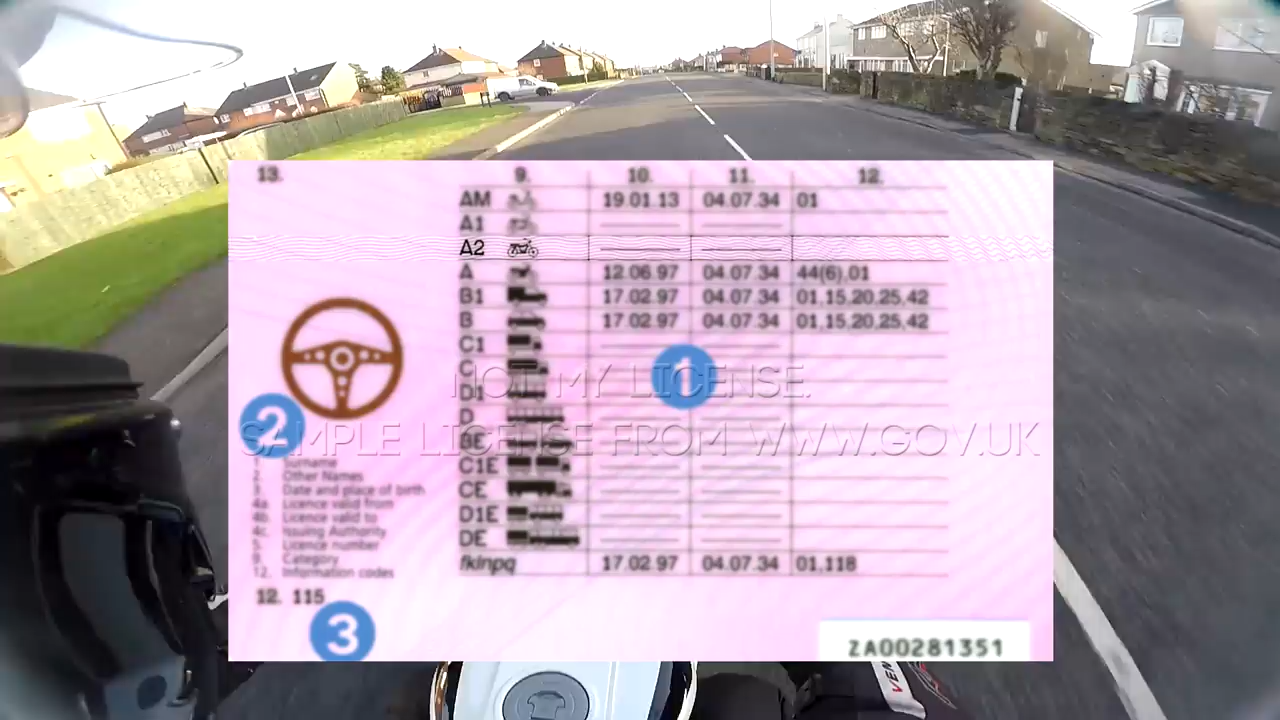 13.
9. 10. 11. 12.
AM 19.01.13 04.07.34 01
A1
A2
A 12.06.97 04.07.34 44(6).01
B1 17.02.97 04.07.34 01,15,20,25,42
B 17.02.97 04.07.34 01,15,20,25,42
C1
C
NOT MY LICENSE.
1
D1
D
2
SAMPLE LICENSE FROM WWW.GOV.UK
BE
C1E
CE
D1E
DE
fklnpq 17.02.97 04.07.34 01,118
1. Surname
2. Other Names
3. Date and place of birth
4a. Licence valid from
4b. Licence valid to
4c. Issuing Authority
5. Licence number
9. Category
12. Information codes
12. 115
3
ZA00281351
VEN